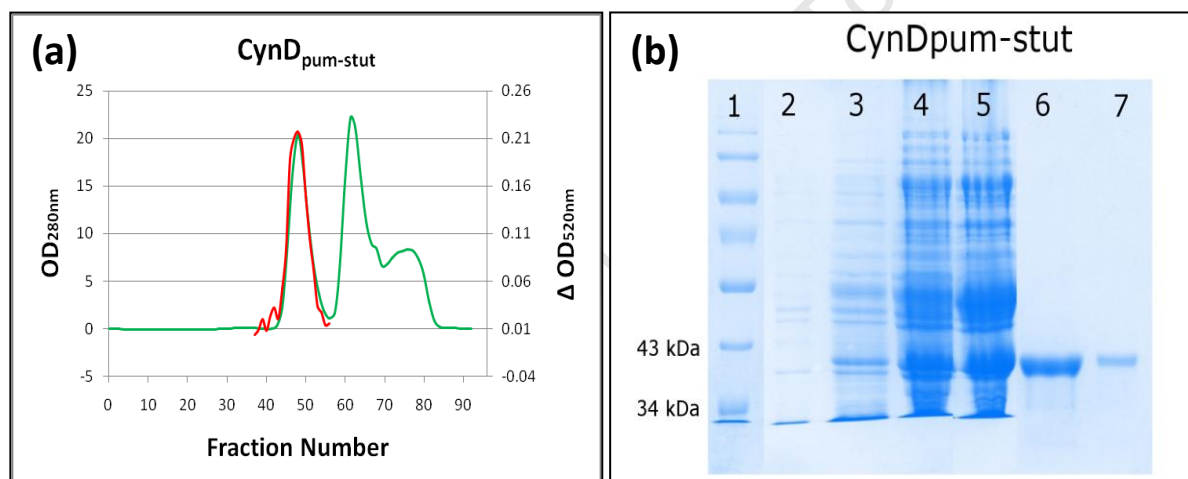 (a)
CynDpum-stut
25
20
15
10
5
0
-5
OD280nm
0.26
0.21
0.16
0.11
0.06
0.01
-0.04
Δ OD520nm
0 10 20 30 40 50 60 70 80 90
Fraction Number
(b)
CynDpum-stut
1 2 3 4 5 6 7
43 kDa
34 kDa